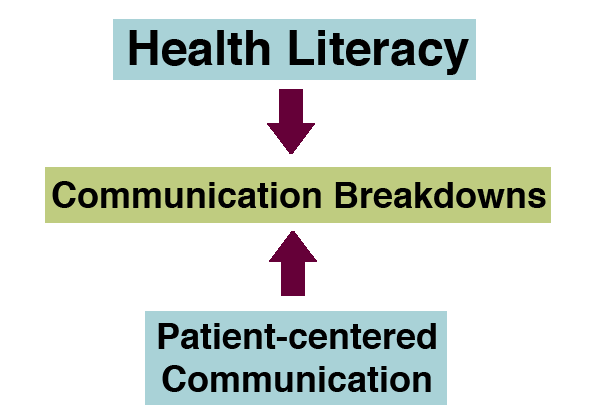 Health Literacy
Communication Breakdowns
Patient-centered
Communication